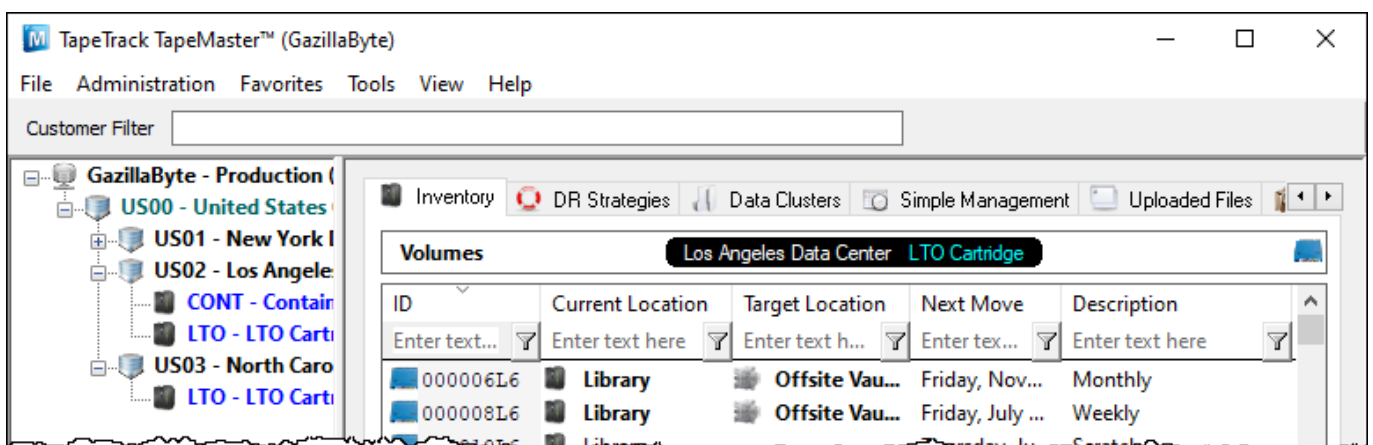 TapeTrack TapeMaster™ (GazillaByte)
File Administration Favorites Tools View Help
Customer Filter
GazillaByte - Production (
US00 - United States
US01 - New York
US02 - Los Angele
CONT - Contain
LTO - LTO Cart
US03 - North Caro
LTO - LTO Cart
Inventory DR Strategies Data Clusters Simple Management Uploaded Files
Volumes Los Angeles Data Center LTO Cartridge
ID Current Location Target Location Next Move Description
Enter text... Enter text here Enter text h... Enter tex... Enter text here
000006L6 Library Offsite Vau... Friday, Nov... Monthly
000008L6 Library Offsite Vau... Friday, July ... Weekly